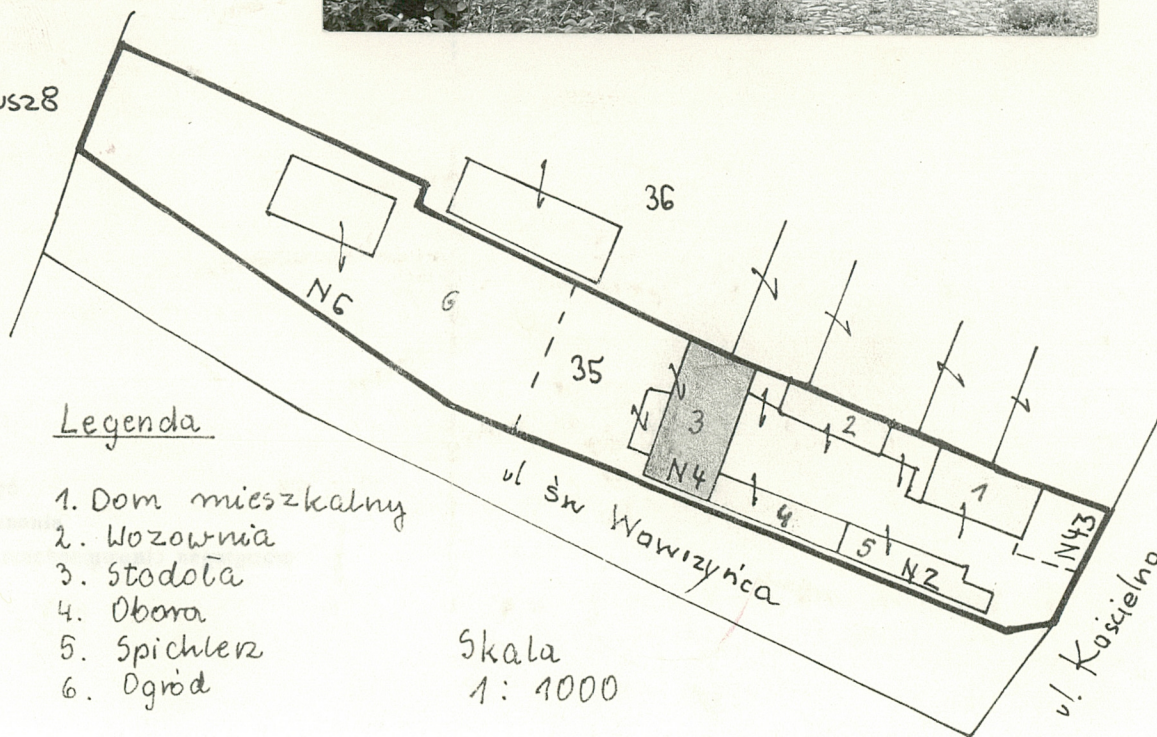 usz8
36
N6
6
35
3
N4
2
1
4
5
N2
N43
ul św Wawrzyńca
ul. Kościelna
Legenda
1. Dom mieszkalny
2. Wozownia
3. Stodoła
4. Obora
5. Spichlerz
6. Ogród
Skala
1: 1000